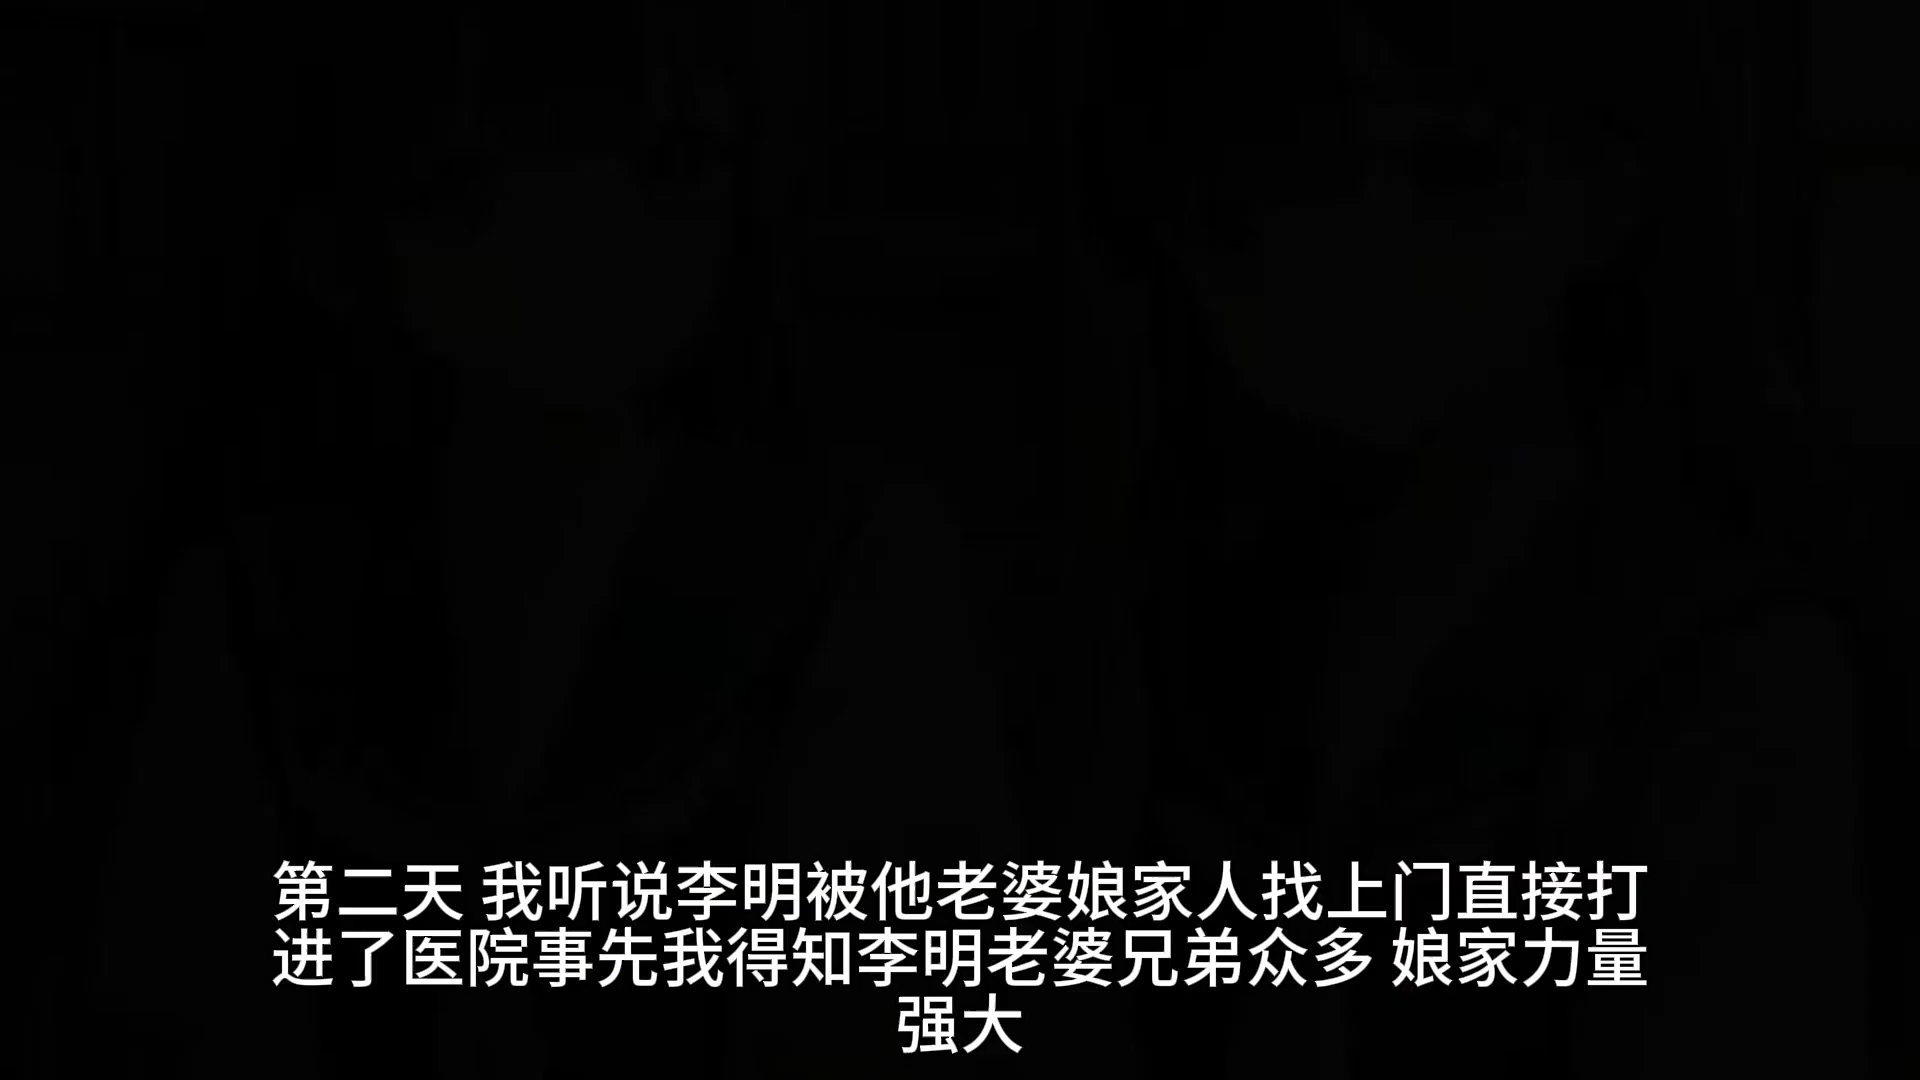 第二天 我听说李明被他老婆娘家人找上门直接打
进了医院事先我得知李明老婆兄弟众多 娘家力量
强大